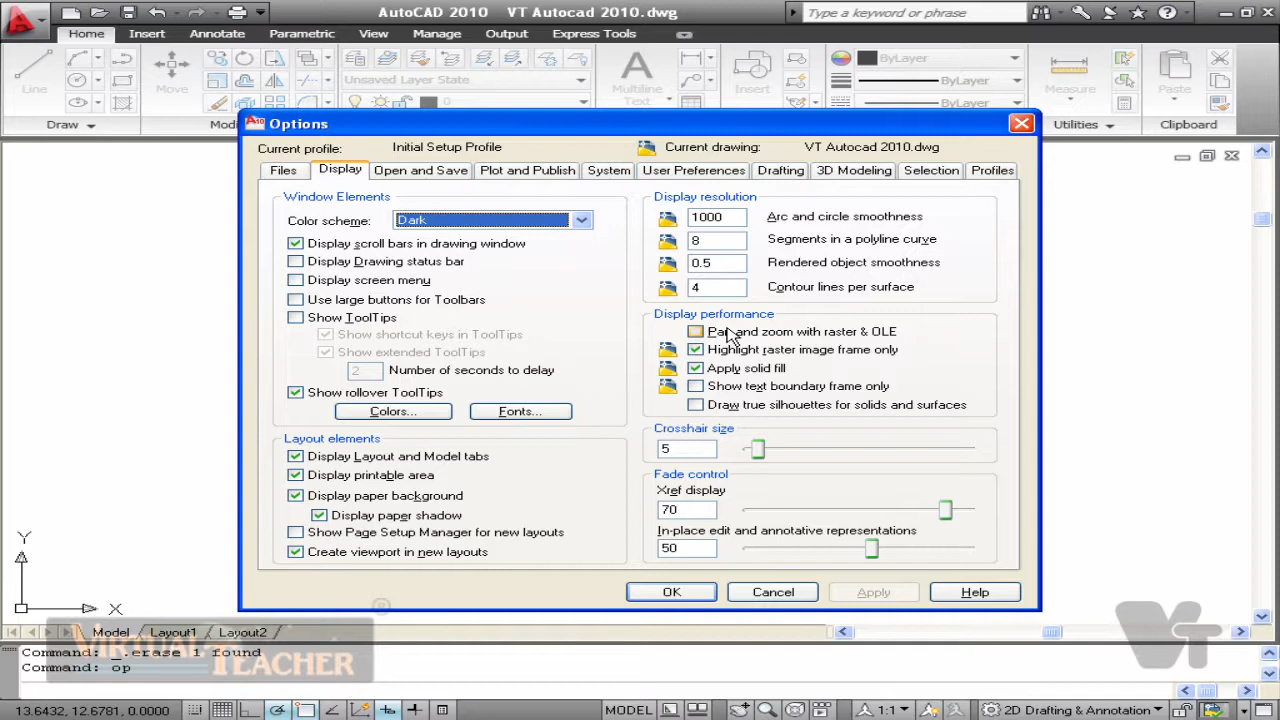 AutoCAD 2010 VT Autocad 2010.dwg
Type a keyword or phrase
Home Insert Annotate Parametric View Manage Output Express Tools
Unsaved Layer State
ByLayer
Line Move Multiline Text Insert Measure Paste
0 ByLayer
ByLayer
Draw Modi Utilities Clipboard
Options
Current profile: Initial Setup Profile Current drawing: VT Autocad 2010.dwg
Files Display Open and Save Plot and Publish System User Preferences Drafting 3D Modeling Selection Profiles
Window Elements
Color scheme: Dark
Display scroll bars in drawing window
Display Drawing status bar
Display screen menu
Use large buttons for Toolbars
Show ToolTips
Show shortcut keys in ToolTips
Show extended ToolTips
2 Number of seconds to delay
Show rollover ToolTips
Colors... Fonts...
Layout elements
Display Layout and Model tabs
Display printable area
Display paper background
Display paper shadow
Show Page Setup Manager for new layouts
Create viewport in new layouts
Display resolution
1000 Arc and circle smoothness
8 Segments in a polyline curve
0.5 Rendered object smoothness
4 Contour lines per surface
Display performance
Pan and zoom with raster & OLE
Highlight raster image frame only
Apply solid fill
Show text boundary frame only
Draw true silhouettes for solids and surfaces
Crosshair size
5
Fade control
Xref display
70
In-place edit and annotative representations
50
OK Cancel Apply Help
Y
X
Model Layout1 Layout2
Command: _.erase 1 found
Command: op
VIRTUAL TEACHER
VT
13.6432, 12.6781, 0.0000 MODEL 1:1 2D Drafting & Annotation